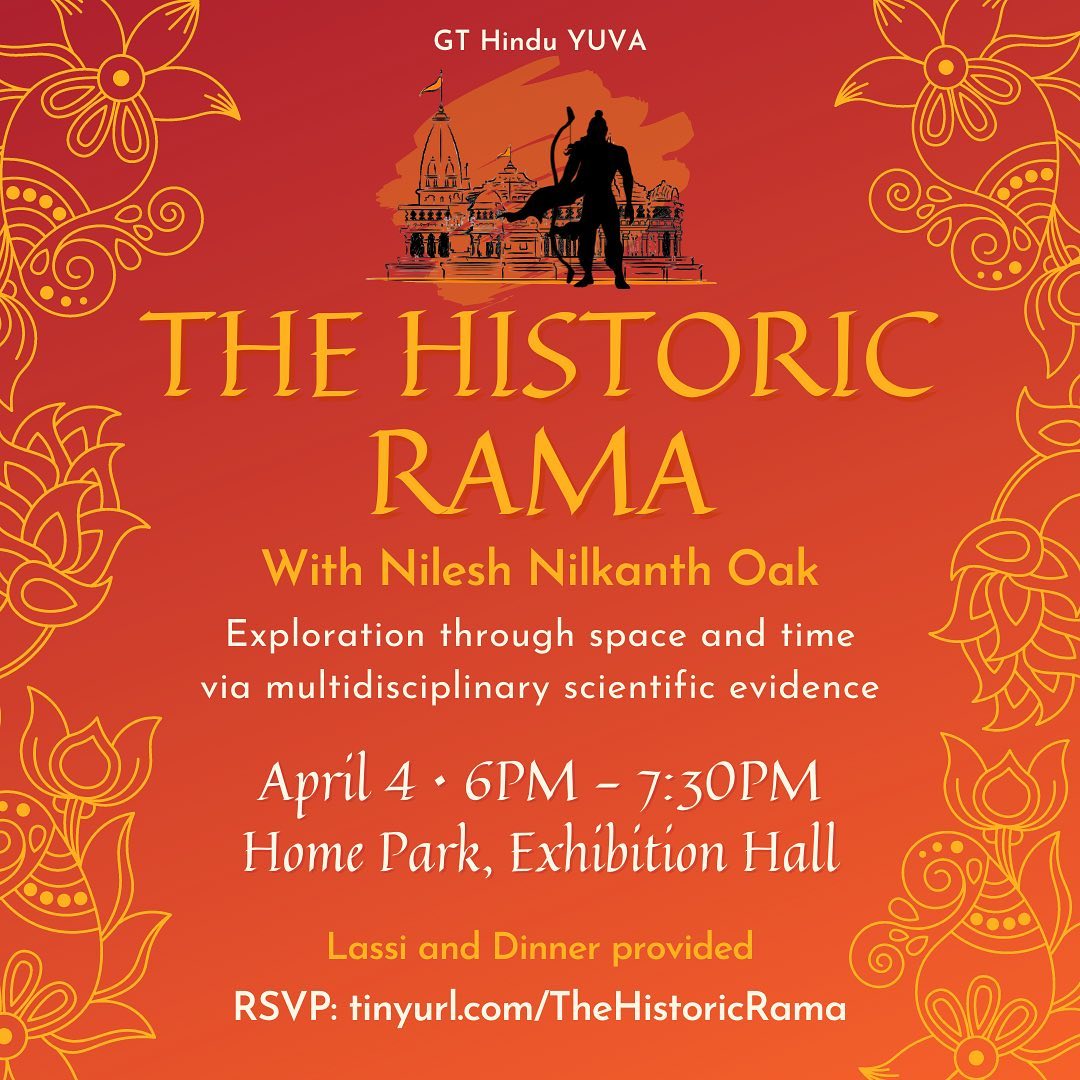 GT Hindu YUVA
THE HISTORIC
RAMA
With Nilesh Nilkanth Oak
Exploration through space and time
via multidisciplinary scientific evidence
April 4 • 6PM – 7:30PM
Home Park, Exhibition Hall
Lassi and Dinner provided
RSVP: tinyurl.com/TheHistoricRama